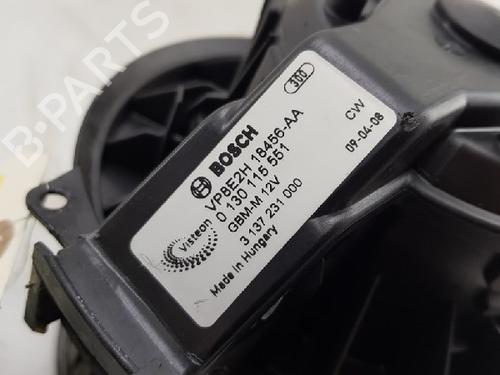 300
BOSCH
VP8E2H 18456-AA
0 130 115 551
GBM-M 12V
3 137 231 000
Made in Hungary
Visteon
CW
09-04-08
B-PARTS